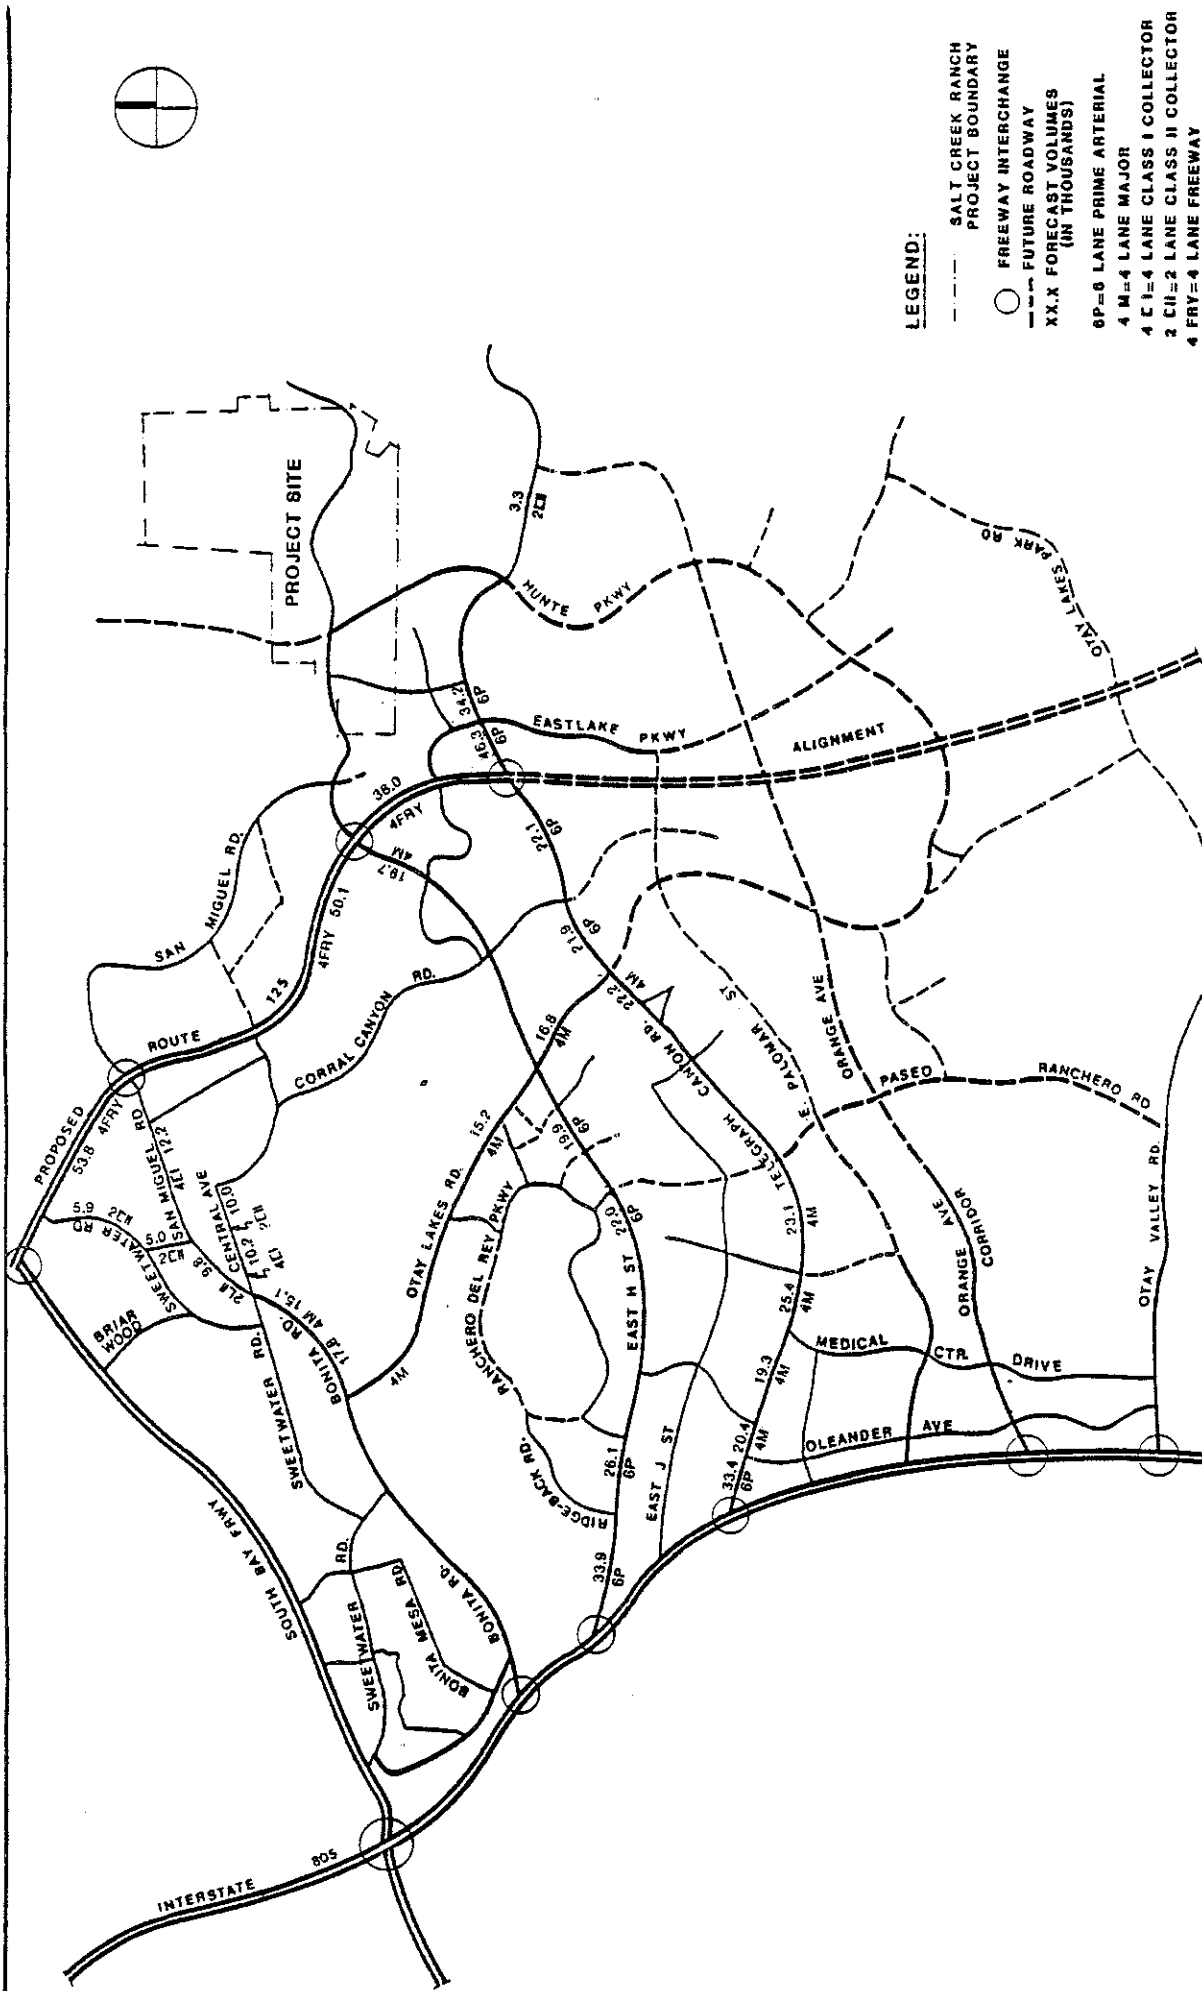 LEGEND:
SALT CREEK RANCH
PROJECT BOUNDARY
FREEWAY INTERCHANGE
FUTURE ROADWAY
XX.X FORECAST VOLUMES
(IN THOUSANDS)
6P=6 LANE PRIME ARTERIAL
4 M=4 LANE MAJOR
4 C I=4 LANE CLASS I COLLECTOR
2 CII=2 LANE CLASS II COLLECTOR
4 FRY=4 LANE FREEWAY
PROJECT SITE
INTERSTATE
805
SOUTH BAY FRWY
PROPOSED
53.8 4FRY
ROUTE
125
4FRY 50.1
38.0
4FRY
ALIGNMENT
SAN
MIGUEL RD.
SAN MIGUEL RD
4CI 12.2
5.9
2CII
SWEETWATER
RD
5.0
2CII
9.8
CENTRAL AVE
10.2
4CI
10.0
2CII
BRIAR
WOOD
SWEETWATER
RD.
SWEETWATER
RD.
BONITA
RD.
17.8 4M 15.1
BONITA RD.
BONITA
MESA RD
CORRAL CANYON
RD.
OTAY LAKES RD.
4M
15.2
4M
16.8
4M
RANCHERO DEL REY
PKWY
RIDGE-BACK RD.
EAST H ST
33.9
6P
26.1
6P
22.0
6P
19.9
6P
19.7
4M
EAST J ST
TELEGRAPH
CANYON RD.
33.4
6P
20.4
4M
19.3
4M
25.4
4M
23.1
4M
22.2
4M
21.9
6P
22.1
6P
46.3
6P
34.2
6P
3.3
2CII
HUNTE
PKWY
EASTLAKE
PKWY
E. PALOMAR
ST
ORANGE AVE
ORANGE
AVE
CORRIDOR
PASEO
RANCHERO RD
MEDICAL
CTR.
DRIVE
OLEANDER
AVE
OTAY
VALLEY RD.
OTAY LAKES PARK
RD